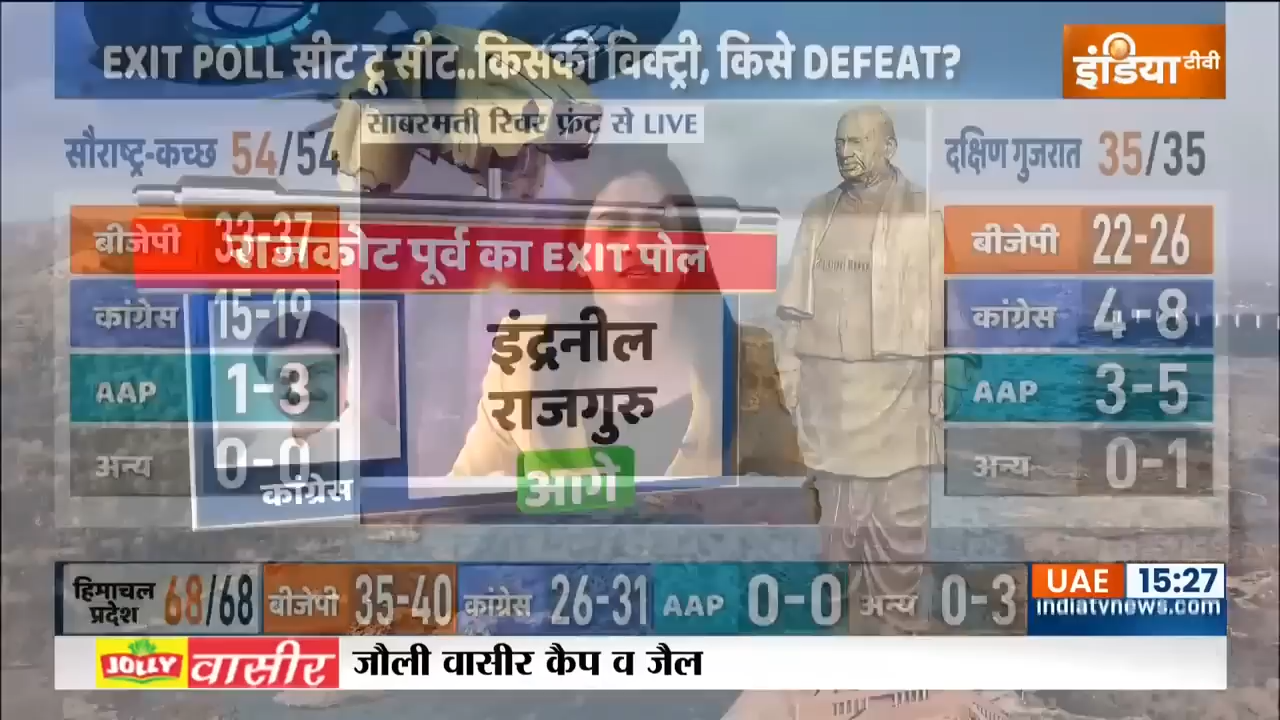 EXIT POLL सीट टू सीट..किसकी विक्ट्री, किसे DEFEAT?
इंडिया टीवी
साबरमती रिवर फ्रंट से LIVE
सौराष्ट्र-कच्छ 54/54
बीजेपी 33-37
कांग्रेस 15-19
AAP 1-3
अन्य 0-0
राजकोट पूर्व का EXIT पोल
इंद्रनील
राजगुरु
आगे
कांग्रेस
दक्षिण गुजरात 35/35
बीजेपी 22-26
कांग्रेस 4-8
AAP 3-5
अन्य 0-1
हिमाचल प्रदेश 68/68 बीजेपी 35-40 कांग्रेस 26-31 AAP 0-0 अन्य 0-3
UAE 15:27
indiatvnews.com
JOLLY वासीर जौली वासीर कैप व जैल